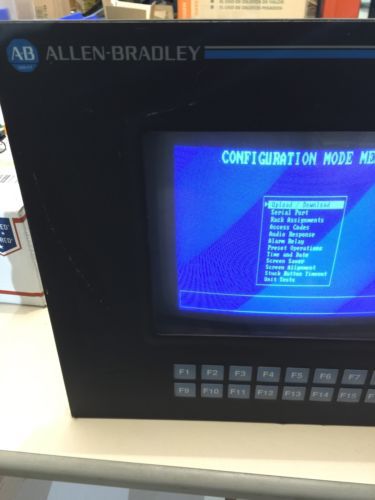 AB ALLEN-BRADLEY
CONFIGURATION MODE ME
Upload / Download
Serial Port
Rack Assignments
Access Codes
Audio Response
Alarm Relay
Preset Operations
Time and Date
Screen Saver
Screen Alignment
Stuck Button Timeout
Unit Tests
F1 F2 F3 F4 F5 F6 F7
F9 F10 F11 F12 F13 F14 F15